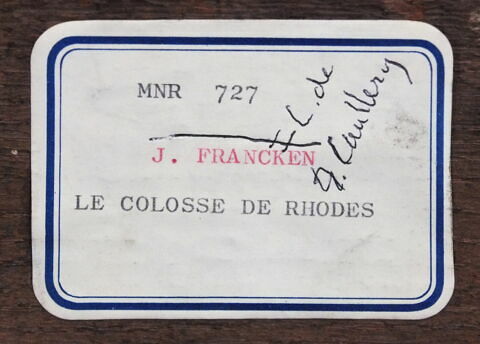 MNR 727
J. FRANCKEN
LE COLOSSE DE RHODES
L. de
Caullery